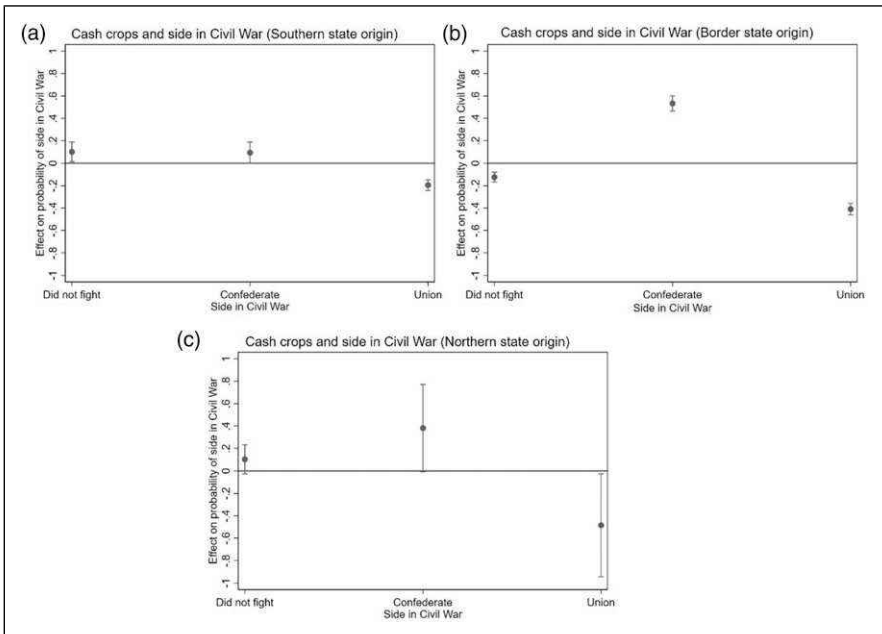 (a)
Cash crops and side in Civil War (Southern state origin)
Effect on probability of side in Civil War
1
.8
.6
.4
.2
0
-.2
-.4
-.6
-.8
-1
Did not fight
Confederate
Union
Side in Civil War
(b)
Cash crops and side in Civil War (Border state origin)
Effect on probability of side in Civil War
1
.8
.6
.4
.2
0
-.2
-.4
-.6
-.8
-1
Did not fight
Confederate
Union
Side in Civil War
(c)
Cash crops and side in Civil War (Northern state origin)
Effect on probability of side in Civil War
1
.8
.6
.4
.2
0
-.2
-.4
-.6
-.8
-1
Did not fight
Confederate
Union
Side in Civil War